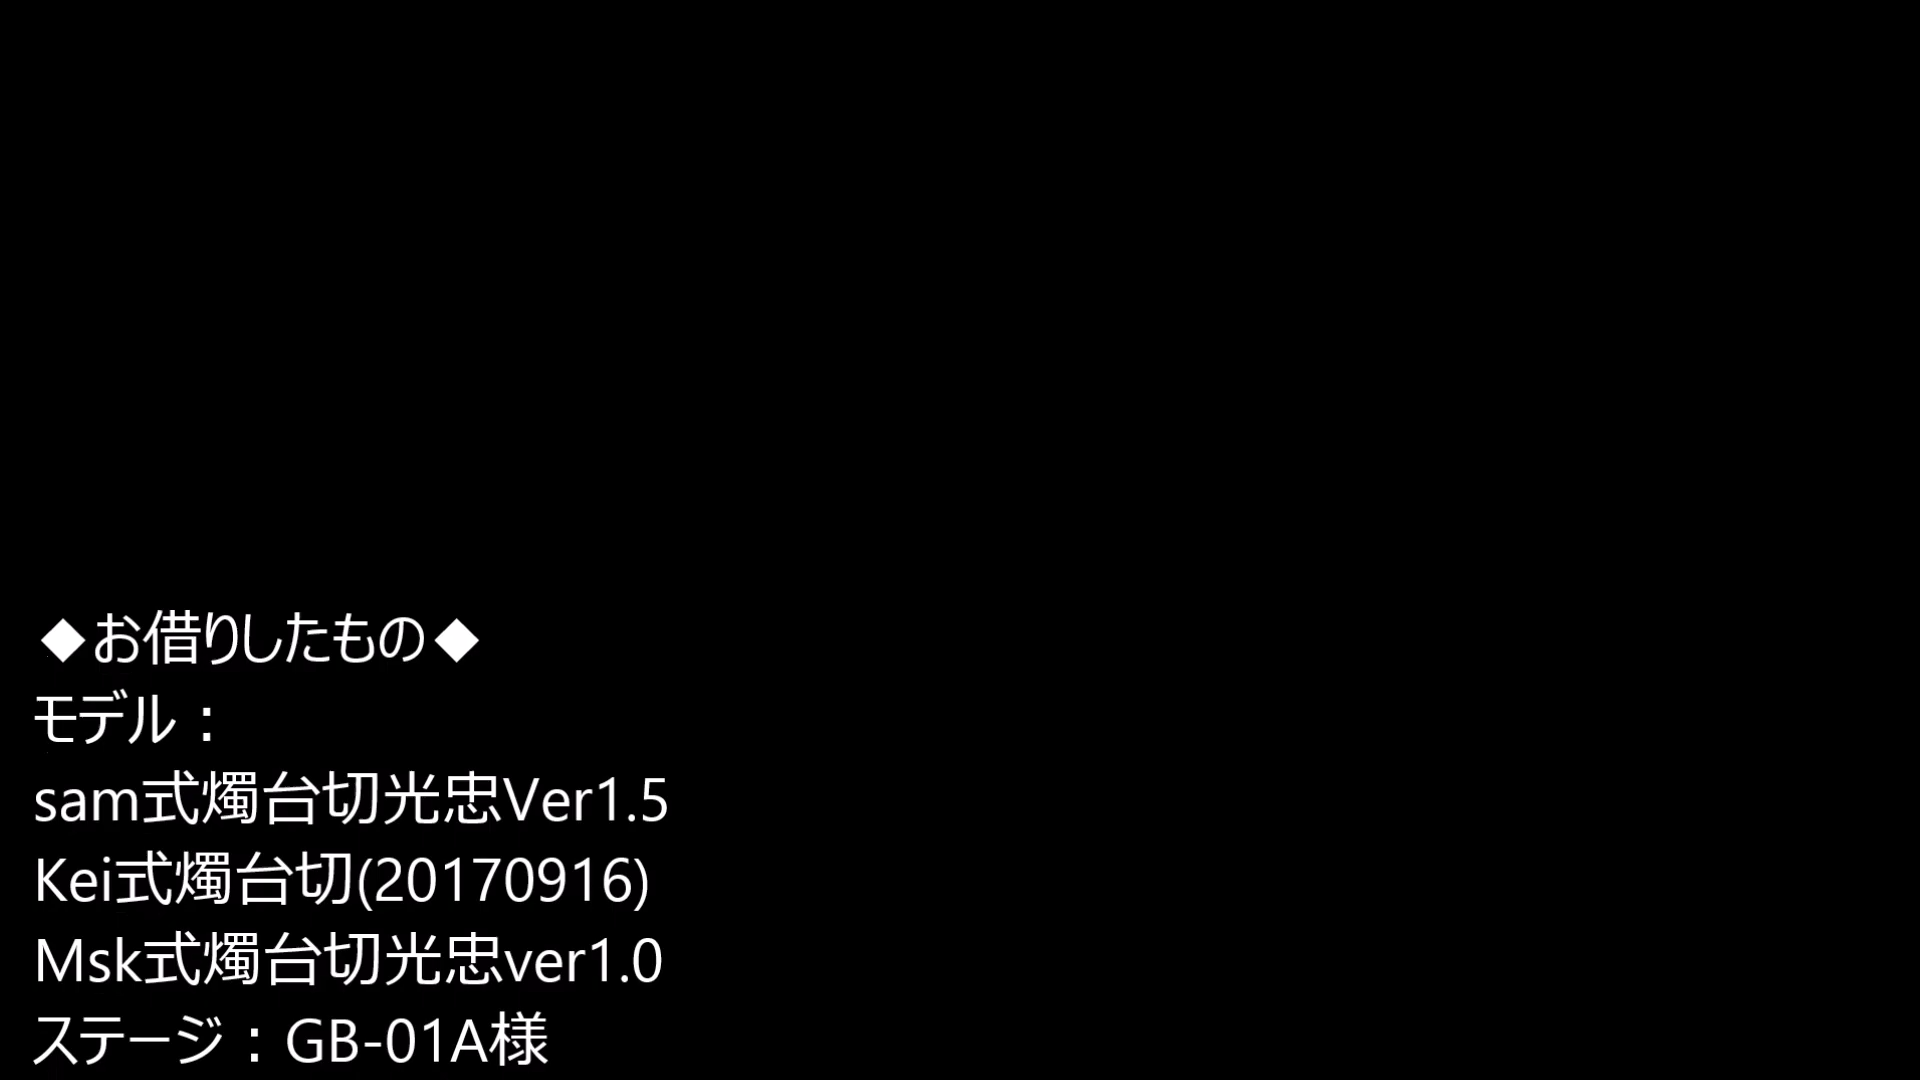 ◆お借りしたもの◆
モデル：
sam式燭台切光忠Ver1.5
Kei式燭台切(20170916)
Msk式燭台切光忠ver1.0
ステージ：GB-01A様